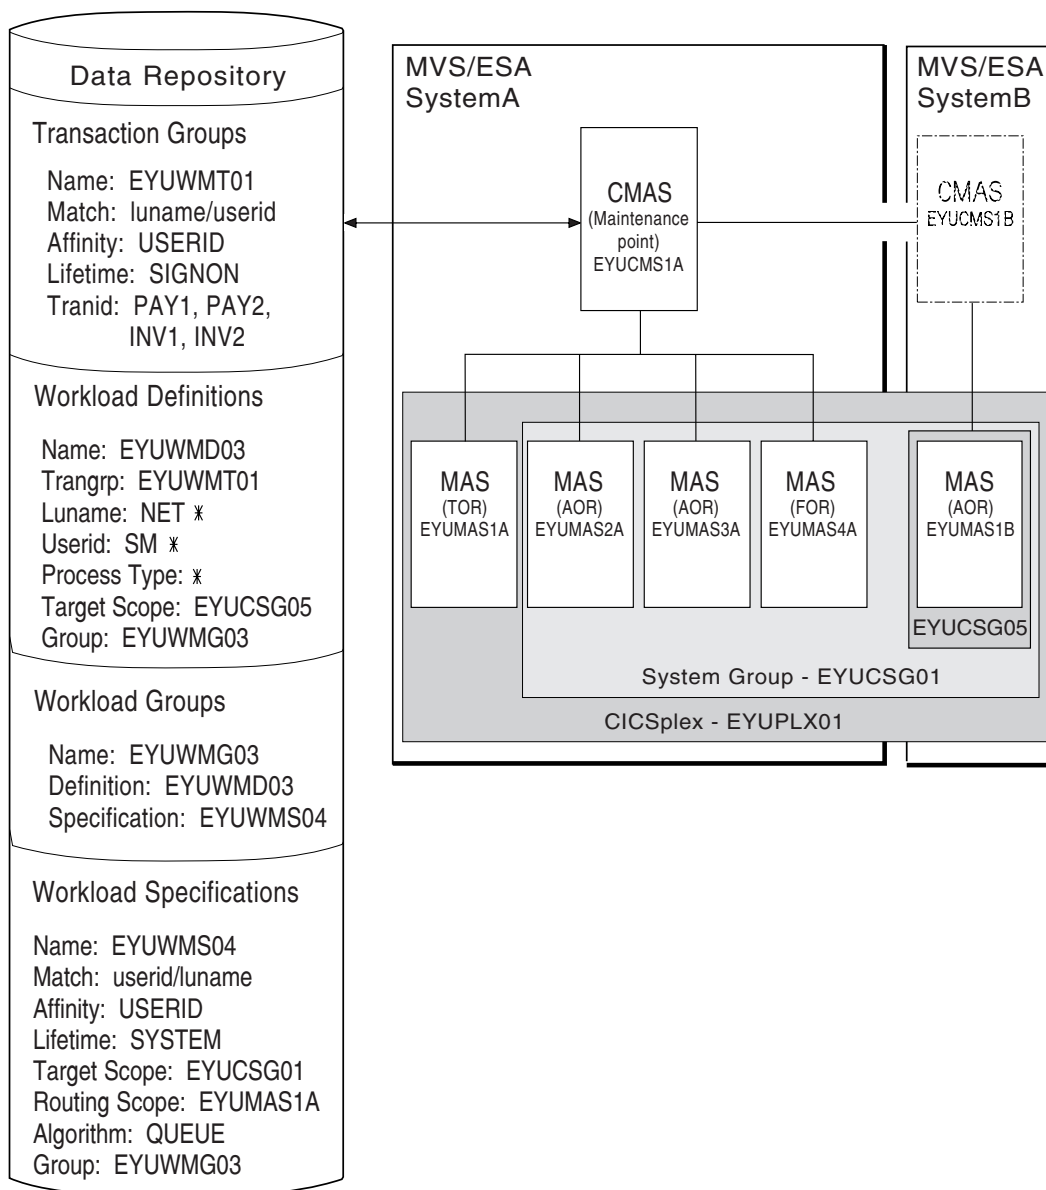 Data Repository
Transaction Groups
Name: EYUWMT01
Match: luname/userid
Affinity: USERID
Lifetime: SIGNON
Tranid: PAY1, PAY2,
INV1, INV2
Workload Definitions
Name: EYUWMD03
Trangrp: EYUWMT01
Luname: NET *
Userid: SM *
Process Type: *
Target Scope: EYUCSG05
Group: EYUWMG03
Workload Groups
Name: EYUWMG03
Definition: EYUWMD03
Specification: EYUWMS04
Workload Specifications
Name: EYUWMS04
Match: userid/luname
Affinity: USERID
Lifetime: SYSTEM
Target Scope: EYUCSG01
Routing Scope: EYUMAS1A
Algorithm: QUEUE
Group: EYUWMG03
MVS/ESA
SystemA
CMAS
(Maintenance
point)
EYUCMS1A
MVS/ESA
SystemB
CMAS
EYUCMS1B
MAS
(TOR)
EYUMAS1A
MAS
(AOR)
EYUMAS2A
MAS
(AOR)
EYUMAS3A
MAS
(FOR)
EYUMAS4A
MAS
(AOR)
EYUMAS1B
EYUCSG05
System Group - EYUCSG01
CICSplex - EYUPLX01